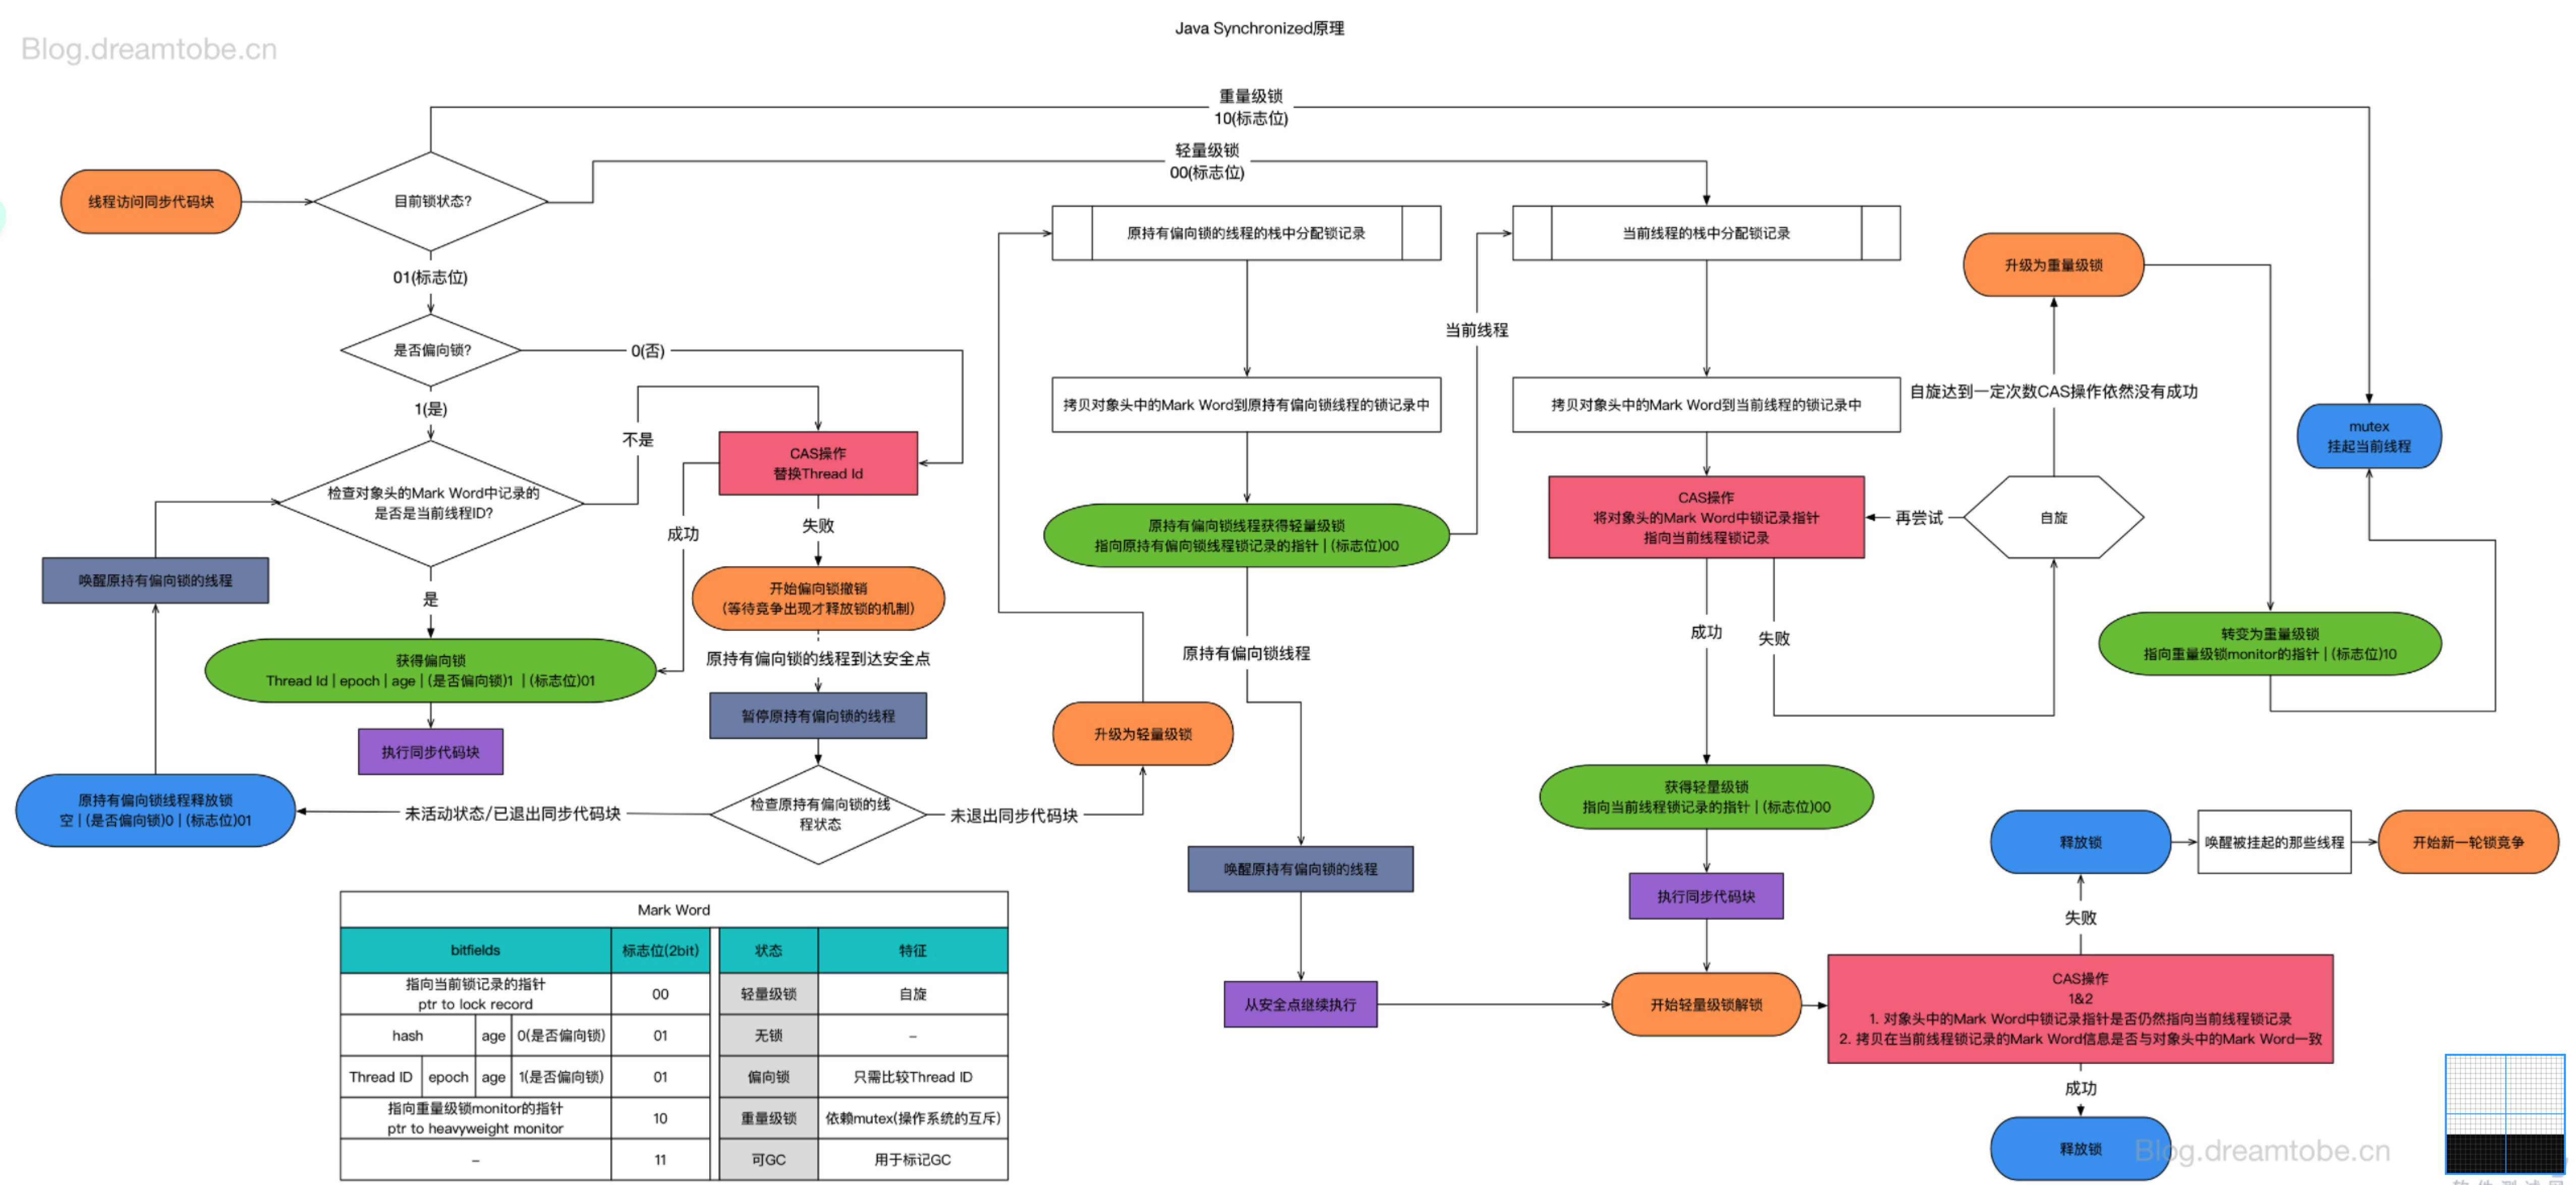 Java Synchronized原理
Blog.dreamtobe.cn
重量级锁
10(标志位)
轻量级锁
00(标志位)
线程访问同步代码块
目前锁状态?
01(标志位)
是否偏向锁?
0(否)
1(是)
检查对象头的Mark Word中记录的
是否是当前线程ID?
不是
是
CAS操作
替换Thread Id
成功
失败
开始偏向锁撤销
(等待竞争出现才释放锁的机制)
原持有偏向锁的线程到达安全点
暂停原持有偏向锁的线程
检查原持有偏向锁的线
程状态
未活动状态/已退出同步代码块
未退出同步代码块
唤醒原持有偏向锁的线程
获得偏向锁
Thread Id | epoch | age | (是否偏向锁)1 | (标志位)01
执行同步代码块
原持有偏向锁线程释放锁
空 | (是否偏向锁)0 | (标志位)01
升级为轻量级锁
原持有偏向锁的线程的栈中分配锁记录
拷贝对象头中的Mark Word到原持有偏向锁线程的锁记录中
原持有偏向锁线程获得轻量级锁
指向原持有偏向锁线程锁记录的指针 | (标志位)00
当前线程
原持有偏向锁线程
唤醒原持有偏向锁的线程
从安全点继续执行
当前线程的栈中分配锁记录
拷贝对象头中的Mark Word到当前线程的锁记录中
CAS操作
将对象头的Mark Word中锁记录指针
指向当前线程锁记录
再尝试
自旋
自旋达到一定次数CAS操作依然没有成功
升级为重量级锁
mutex
挂起当前线程
转变为重量级锁
指向重量级锁monitor的指针 | (标志位)10
成功
失败
获得轻量级锁
指向当前线程锁记录的指针 | (标志位)00
执行同步代码块
开始轻量级锁解锁
CAS操作
1&2
1. 对象头中的Mark Word中锁记录指针是否仍然指向当前线程锁记录
2. 拷贝在当前线程锁记录的Mark Word信息是否与对象头中的Mark Word一致
失败
释放锁
唤醒被挂起的那些线程
开始新一轮锁竞争
成功
释放锁
Mark Word
bitfields 标志位(2bit) 状态 特征
指向当前锁记录的指针
ptr to lock record
00 轻量级锁 自旋
hash age 0(是否偏向锁) 01 无锁 –
Thread ID epoch age 1(是否偏向锁) 01 偏向锁 只需比较Thread ID
指向重量级锁monitor的指针
ptr to heavyweight monitor
10 重量级锁 依赖mutex(操作系统的互斥)
– 11 可GC 用于标记GC
Blog.dreamtobe.cn